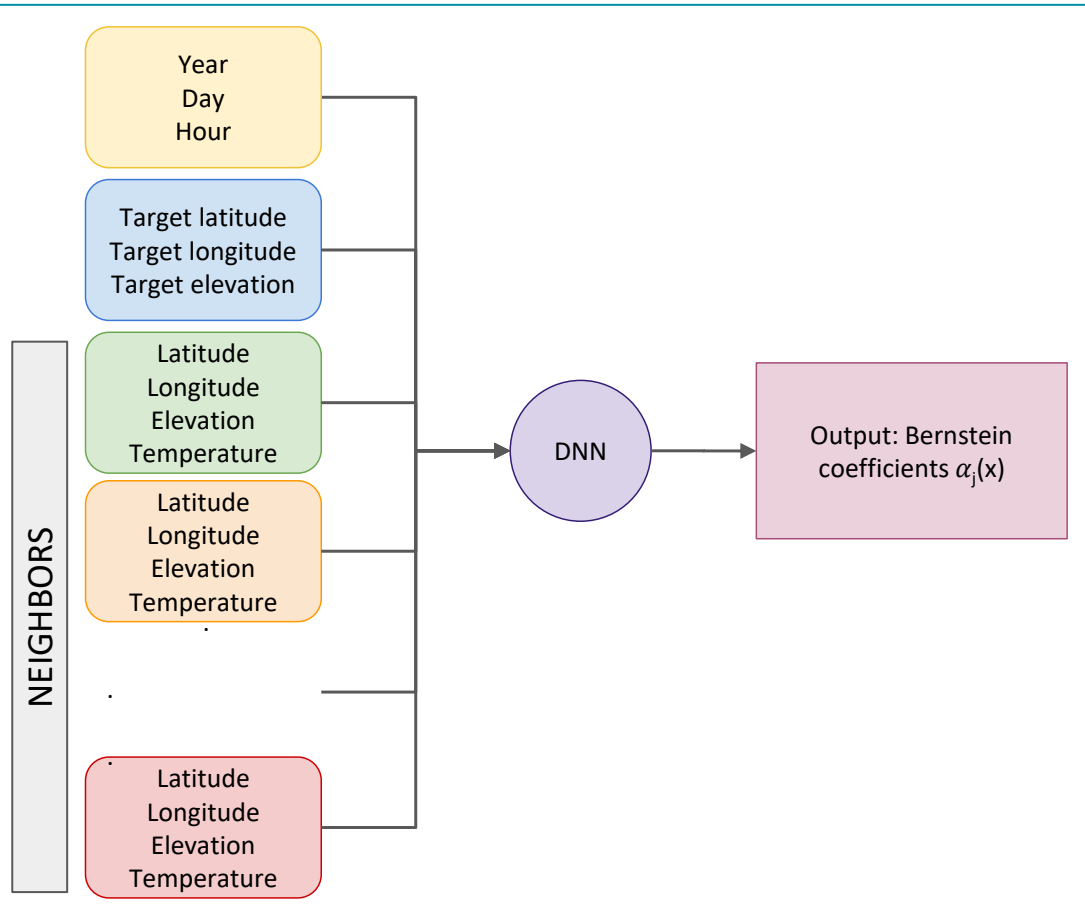 Year
Day
Hour
Target latitude
Target longitude
Target elevation
NEIGHBORS
Latitude
Longitude
Elevation
Temperature
Latitude
Longitude
Elevation
Temperature
.
.
.
Latitude
Longitude
Elevation
Temperature
DNN
Output: Bernstein
coefficients 𝛼j(x)